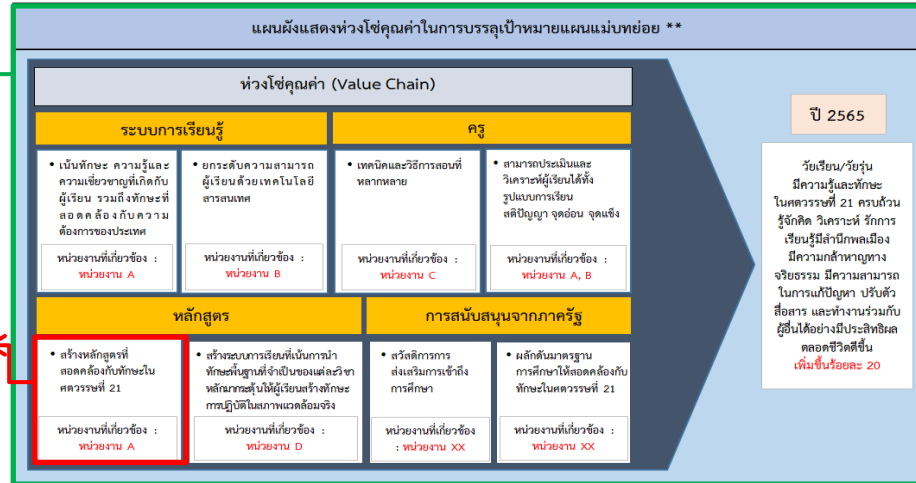 แผนผังแสดงห่วงโซ่คุณค่าในการบรรลุเป้าหมายแผนแม่บทย่อย **
ห่วงโซ่คุณค่า (Value Chain)
ระบบการเรียนรู้
ครู
• เน้นทักษะ ความรู้และ
ความเชี่ยวชาญที่เกิดกับ
ผู้เรียน รวมถึงทักษะที่
สอดคล้องกับความ
ต้องการของประเทศ
หน่วยงานที่เกี่ยวข้อง :
หน่วยงาน A
• ยกระดับความสามารถ
ผู้เรียนด้วยเทคโนโลยี
สารสนเทศ
หน่วยงานที่เกี่ยวข้อง :
หน่วยงาน B
• เทคนิคและวิธีการสอนที่
หลากหลาย
หน่วยงานที่เกี่ยวข้อง :
หน่วยงาน C
• สามารถประเมินและ
วิเคราะห์ผู้เรียนได้ทั้ง
รูปแบบการเรียน
สติปัญญา จุดอ่อน จุดแข็ง
หน่วยงานที่เกี่ยวข้อง :
หน่วยงาน A, B
หลักสูตร
การสนับสนุนจากภาครัฐ
• สร้างหลักสูตรที่
สอดคล้องกับทักษะใน
ศตวรรษที่ 21
หน่วยงานที่เกี่ยวข้อง :
หน่วยงาน A
• สร้างระบบการเรียนที่เน้นการนำ
ทักษะพื้นฐานที่จำเป็นของแต่ละวิชา
หลักมากระตุ้นให้ผู้เรียนสร้างทักษะ
การปฏิบัติในสภาพแวดล้อมจริง
หน่วยงานที่เกี่ยวข้อง :
หน่วยงาน D
• สวัสดิการการ
ส่งเสริมการเข้าถึง
การศึกษา
หน่วยงานที่เกี่ยวข้อง
: หน่วยงาน XX
• ผลักดันมาตรฐาน
การศึกษาให้สอดคล้องกับ
ทักษะในศตวรรษที่ 21
หน่วยงานที่เกี่ยวข้อง :
หน่วยงาน XX
ปี 2565
วัยเรียน/วัยรุ่น
มีความรู้และทักษะ
ในศตวรรษที่ 21 ครบถ้วน
รู้จักคิด วิเคราะห์ รักการ
เรียนรู้มีสำนึกพลเมือง
มีความกล้าหาญทาง
จริยธรรม มีความสามารถ
ในการแก้ปัญหา ปรับตัว
สื่อสาร และทำงานร่วมกับ
ผู้อื่นได้อย่างมีประสิทธิผล
ตลอดชีวิตดีขึ้น
เพิ่มขึ้นร้อยละ 20